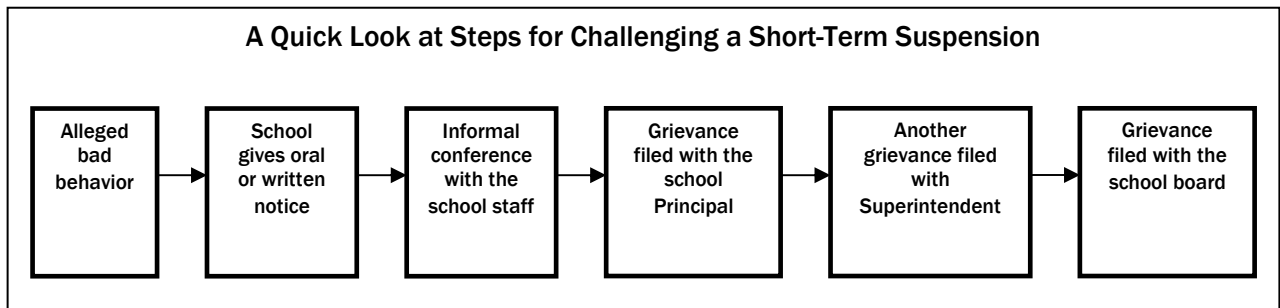 A Quick Look at Steps for Challenging a Short-Term Suspension
Alleged
bad
behavior
School
gives oral
or written
notice
Informal
conference
with the
school staff
Grievance
filed with the
school
Principal
Another
grievance filed
with
Superintendent
Grievance
filed with the
school board